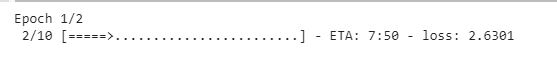 Epoch 1/2
2/10 [=====>........................] - ETA: 7:50 - loss: 2.6301